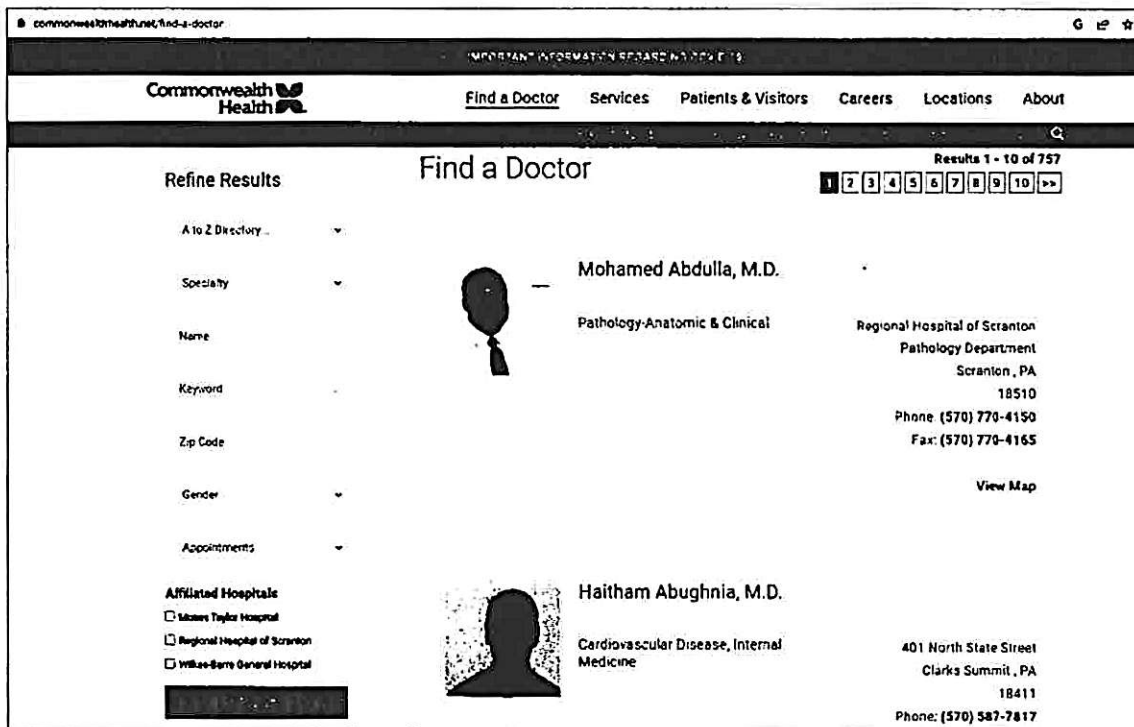 commonwealthhealth.net/find-a-doctor
IMPORTANT INFORMATION REGARDING COVID-19
Commonwealth
Health
Find a Doctor Services Patients & Visitors Careers Locations About
Refine Results
A to Z Directory...
Specialty
Name
Keyword
Zip Code
Gender
Appointments
Affiliated Hospitals
Moses Taylor Hospital
Regional Hospital of Scranton
Wilkes-Barre General Hospital
Find a Doctor
Results 1 - 10 of 757
1 2 3 4 5 6 7 8 9 10 >>
Mohamed Abdulla, M.D.
Pathology-Anatomic & Clinical
Regional Hospital of Scranton
Pathology Department
Scranton , PA
18510
Phone: (570) 770-4150
Fax: (570) 770-4165
View Map
Haitham Abughnia, M.D.
Cardiovascular Disease, Internal
Medicine
401 North State Street
Clarks Summit , PA
18411
Phone: (570) 587-7817